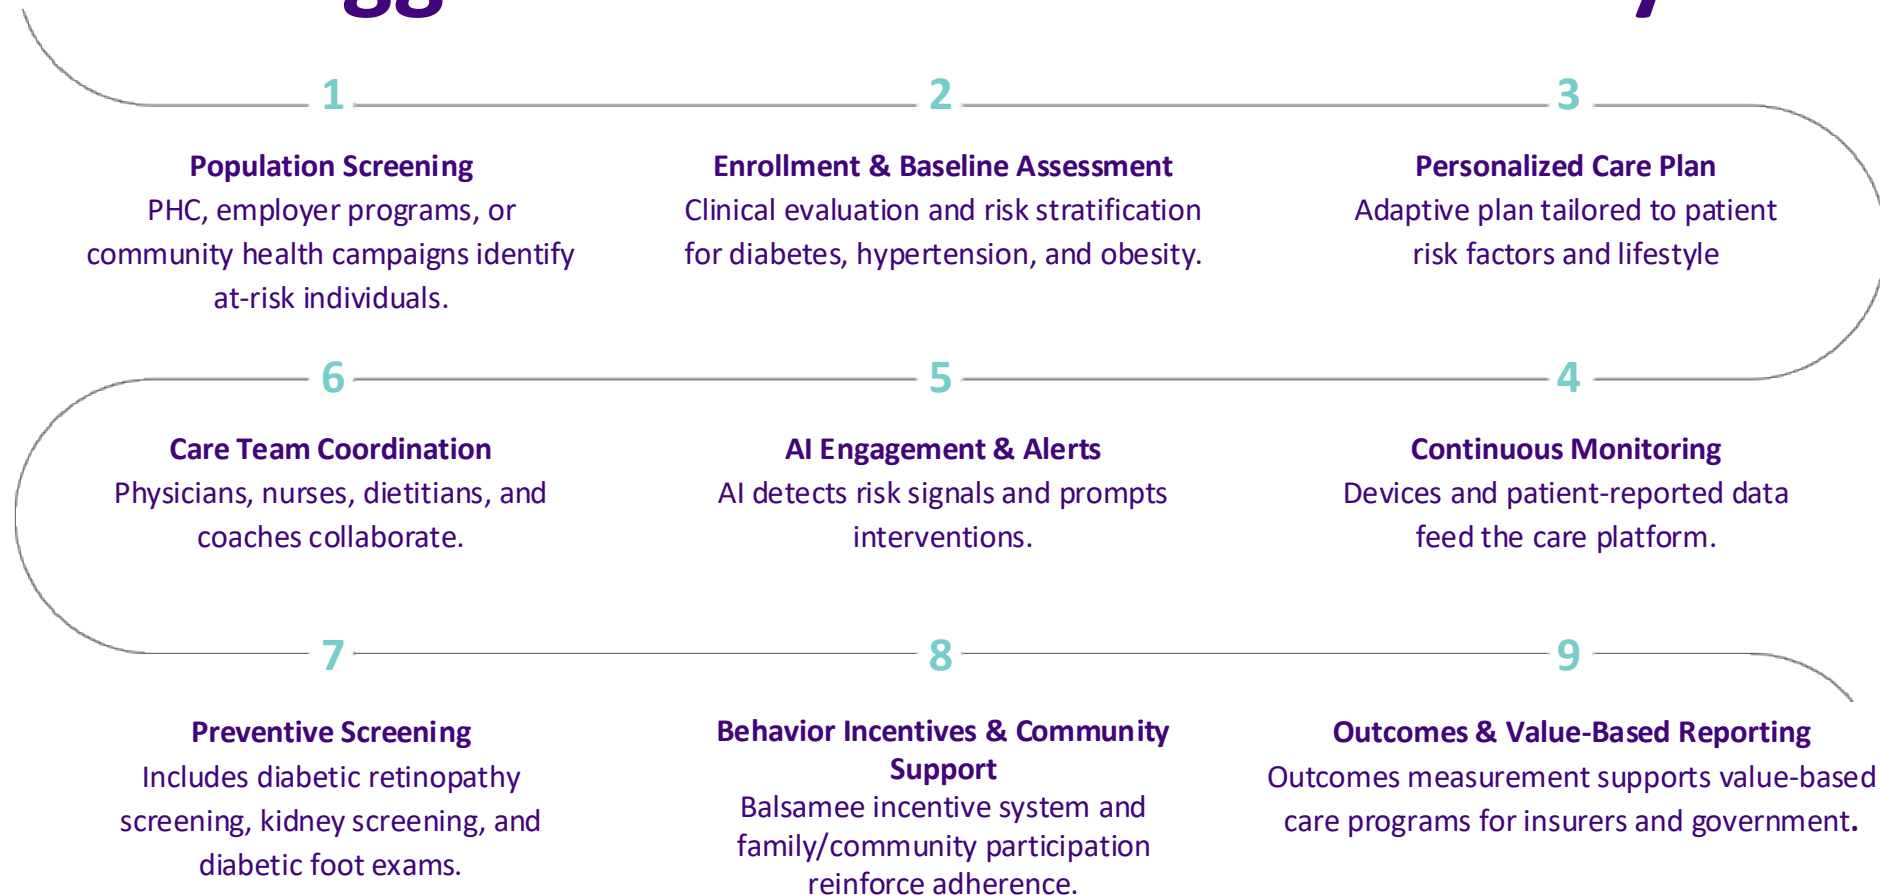 1
Population Screening
PHC, employer programs, or
community health campaigns identify
at-risk individuals.
2
Enrollment & Baseline Assessment
Clinical evaluation and risk stratification
for diabetes, hypertension, and obesity.
3
Personalized Care Plan
Adaptive plan tailored to patient
risk factors and lifestyle
4
Continuous Monitoring
Devices and patient-reported data
feed the care platform.
5
AI Engagement & Alerts
AI detects risk signals and prompts
interventions.
6
Care Team Coordination
Physicians, nurses, dietitians, and
coaches collaborate.
7
Preventive Screening
Includes diabetic retinopathy
screening, kidney screening, and
diabetic foot exams.
8
Behavior Incentives & Community
Support
Balsamee incentive system and
family/community participation
reinforce adherence.
9
Outcomes & Value-Based Reporting
Outcomes measurement supports value-based
care programs for insurers and government.